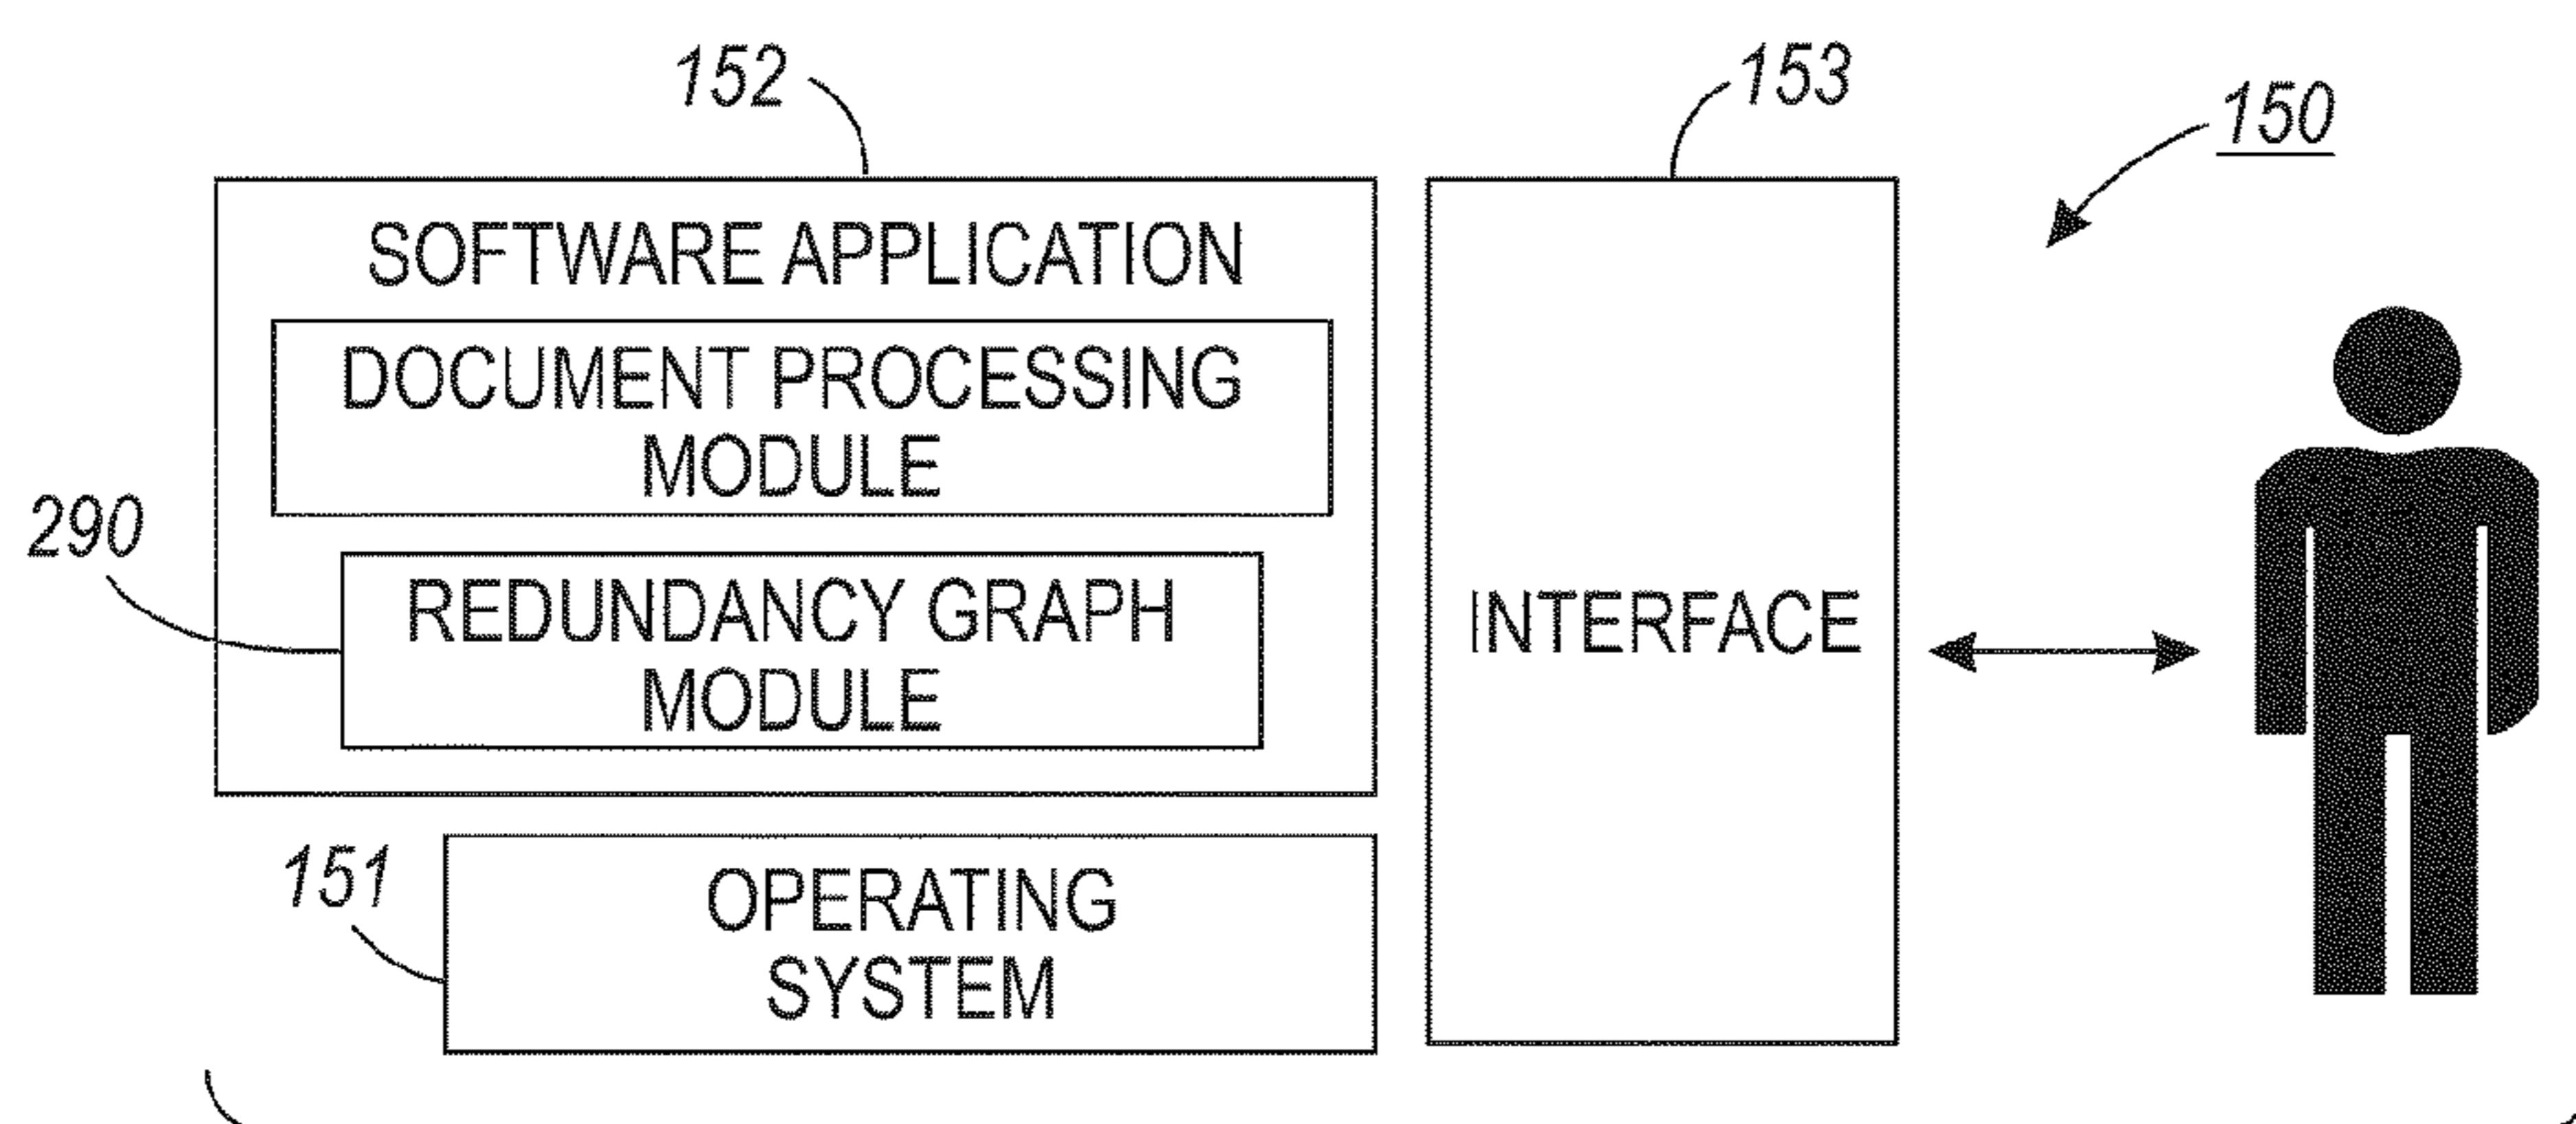 152
153
150
SOFTWARE APPLICATION
DOCUMENT PROCESSING
MODULE
290
REDUNDANCY GRAPH
MODULE
INTERFACE
151
OPERATING
SYSTEM